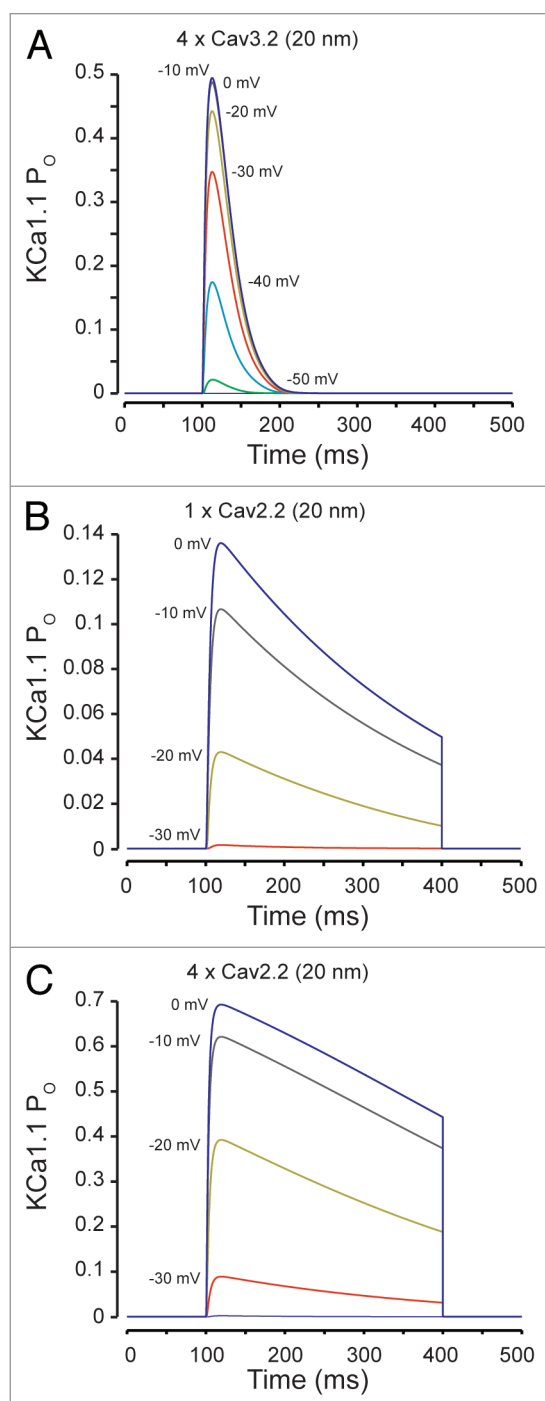 A
4 x Cav3.2 (20 nm)
-10 mV
0 mV
-20 mV
-30 mV
-40 mV
-50 mV
KCa1.1 PO
0.5
0.4
0.3
0.2
0.1
0
0 100 200 300 400 500
Time (ms)
B
1 x Cav2.2 (20 nm)
0 mV
-10 mV
-20 mV
-30 mV
KCa1.1 PO
0.14
0.12
0.1
0.08
0.06
0.04
0.02
0
0 100 200 300 400 500
Time (ms)
C
4 x Cav2.2 (20 nm)
0 mV
-10 mV
-20 mV
-30 mV
KCa1.1 PO
0.7
0.6
0.5
0.4
0.3
0.2
0.1
0
0 100 200 300 400 500
Time (ms)